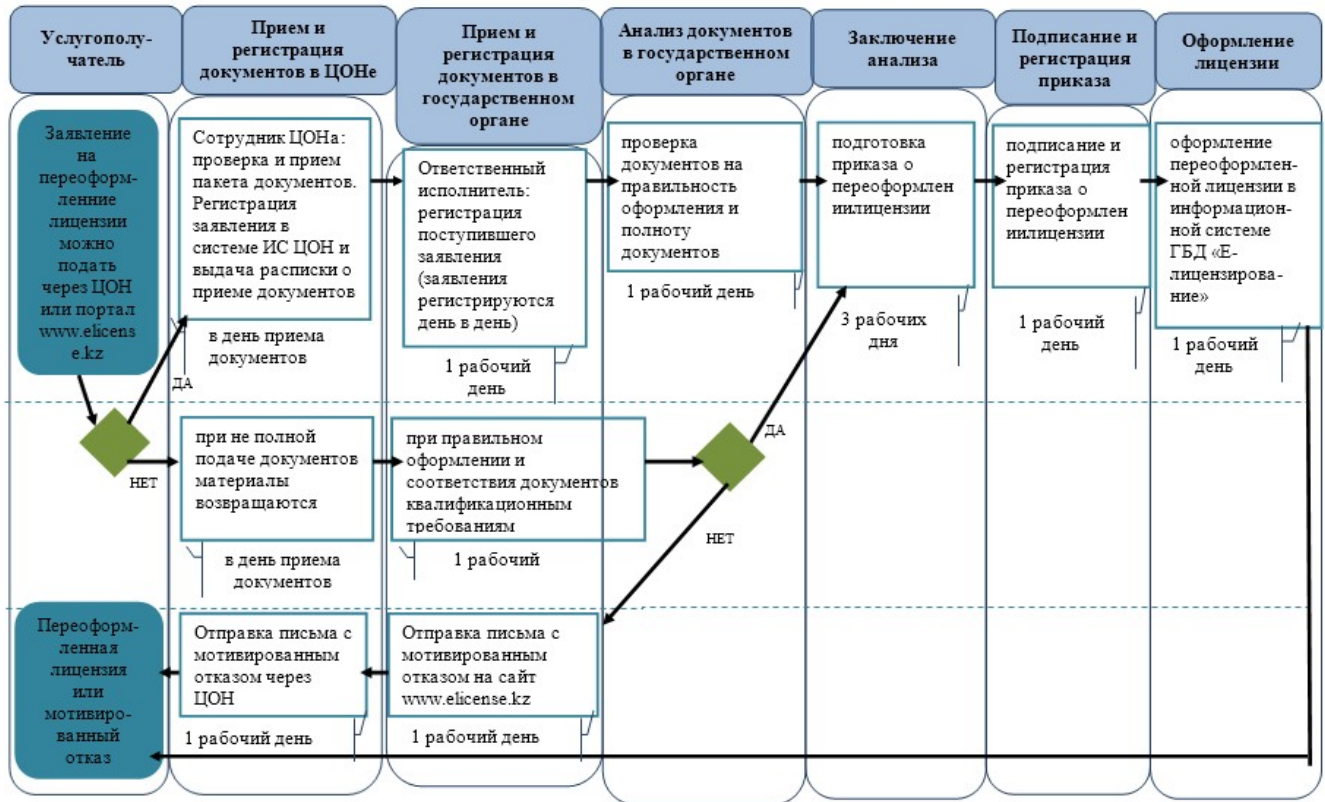 Услугополу-
чатель
Прием и
регистрация
документов в ЦОНе
Прием и
регистрация
документов в
государственном
органе
Анализ документов
в государственном
органе
Заключение
анализа
Подписание и
регистрация
приказа
Оформление
лицензии
Заявление
на
переоформ-
ленние
лицензии
можно
подать
через ЦОН
или портал
www.elicens
e.kz
Сотрудник ЦОНа:
проверка и прием
пакета документов.
Регистрация
заявления в
системе ИС ЦОН и
выдача расписки о
приеме документов
в день приема
документов
Ответственный
исполнитель:
регистрация
поступившего
заявления
(заявления
регистрируются
день в день)
1 рабочий
день
проверка
документов на
правильность
оформления и
полноту
документов
1 рабочий день
подготовка
приказа о
переоформлен
иилицензии
3 рабочих
дня
подписание и
регистрация
приказа о
переоформлен
иилицензии
1 рабочий
день
оформление
переоформлен-
ной лицензии в
информацион-
ной системе
ГБД «Е-
лицензирова-
ние»
1 рабочий
день
ДА
НЕТ
при не полной
подаче документов
материалы
возвращаются
в день приема
документов
при правильном
оформлении и
соответствия документов
квалификационным
требованиям
1 рабочий
ДА
НЕТ
Переоформ-
ленная
лицензия
или
мотивиро-
ванный
отказ
Отправка письма с
мотивированным
отказом через
ЦОН
1 рабочий день
Отправка письма с
мотивированным
отказом на сайт
www.elicense.kz
1 рабочий день